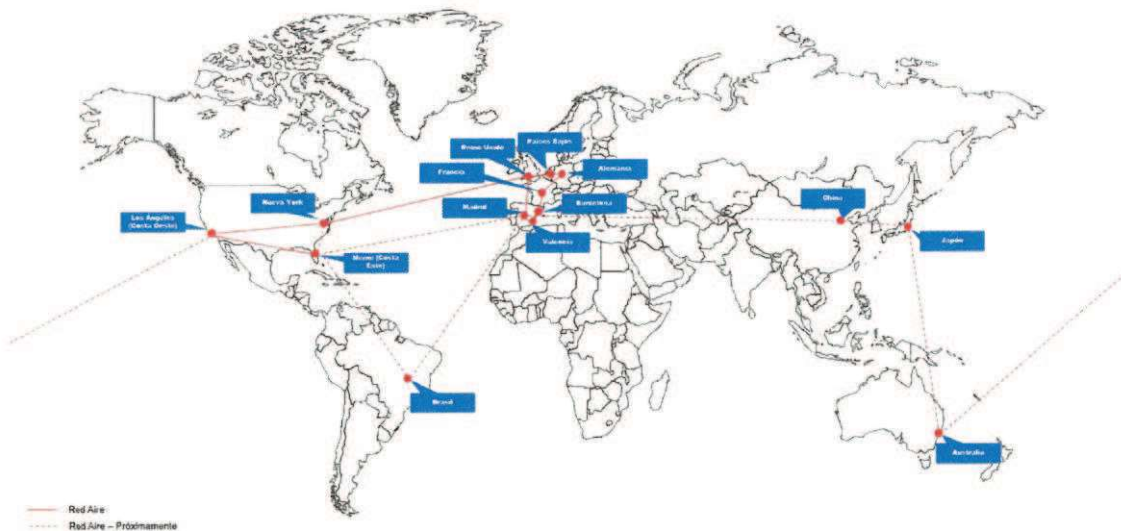 Países Bajos
Reino Unido
Alemania
Francia
Nueva York
Madrid
Barcelona
China
Los Ángeles
(Costa Oeste)
Valencia
Japón
Miami (Costa
Este)
Brasil
Australia
Red Aire
Red Aire – Próximamente